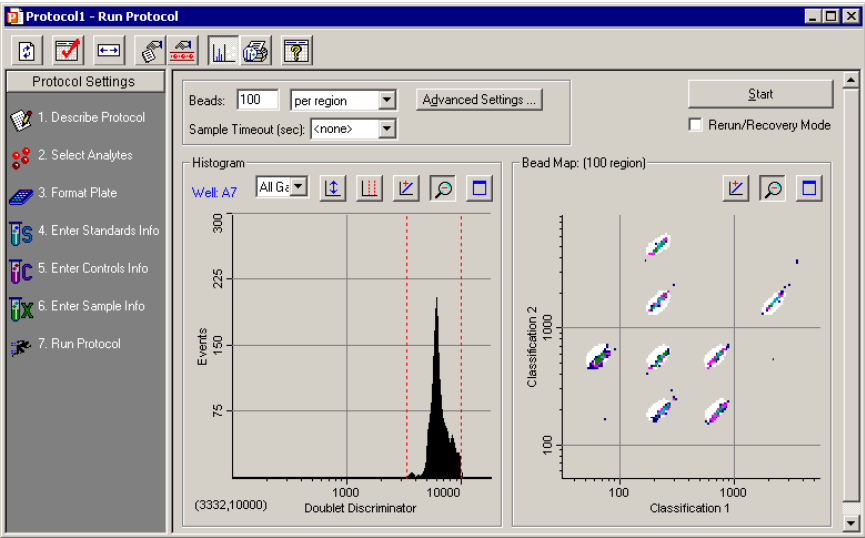 Protocol1 - Run Protocol
Protocol Settings
1. Describe Protocol
2. Select Analytes
3. Format Plate
4. Enter Standards Info
5. Enter Controls Info
6. Enter Sample Info
7. Run Protocol
Beads: 100 per region Advanced Settings ...
Sample Timeout (sec): <none>
Start
Rerun/Recovery Mode
Histogram
Well: A7 All Ga
300
225
150
75
Events
1000 10000
(3332,10000) Doublet Discriminator
Bead Map: (100 region)
Classification 2
1000
100
100 1000
Classification 1